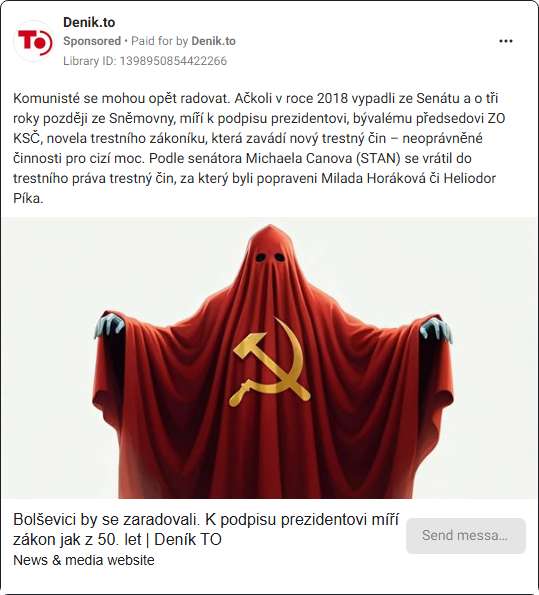 Denik.to
Sponsored • Paid for by Denik.to
Library ID: 1398950854422266
Komunisté se mohou opět radovat. Ačkoli v roce 2018 vypadli ze Senátu a o tři
roky později ze Sněmovny, míří k podpisu prezidentovi, bývalému předsedovi ZO
KSČ, novela trestního zákoníku, která zavádí nový trestný čin – neoprávněné
činnosti pro cizí moc. Podle senátora Michaela Canova (STAN) se vrátil do
trestního práva trestný čin, za který byli popraveni Milada Horáková či Heliodor
Píka.
Bolševici by se zaradovali. K podpisu prezidentovi míří
zákon jak z 50. let | Deník TO
News & media website
Send messa...
TO